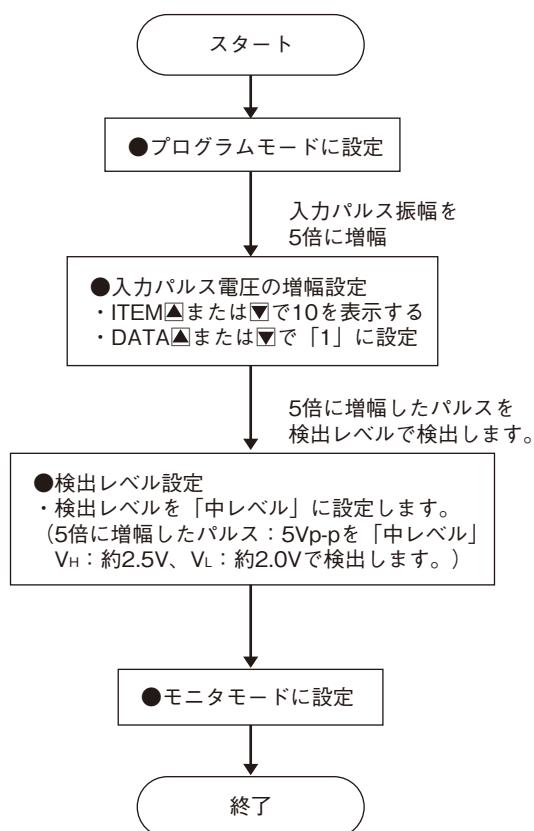 スタート
●プログラムモードに設定
入力パルス振幅を
5倍に増幅
●入力パルス電圧の増幅設定
・ITEM▲または▼で10を表示する
・DATA▲または▼で「1」に設定
5倍に増幅したパルスを
検出レベルで検出します。
●検出レベル設定
・検出レベルを「中レベル」に設定します。
（5倍に増幅したパルス：5Vp-pを「中レベル」
VH：約2.5V、VL：約2.0Vで検出します。）
●モニタモードに設定
終了